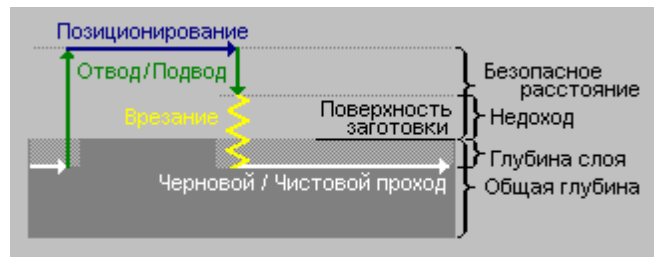 Позиционирование
Отвод/Подвод
Безопасное
расстояние
Врезание
Поверхность
заготовки
Недоход
Глубина слоя
Черновой / Чистовой проход
Общая глубина